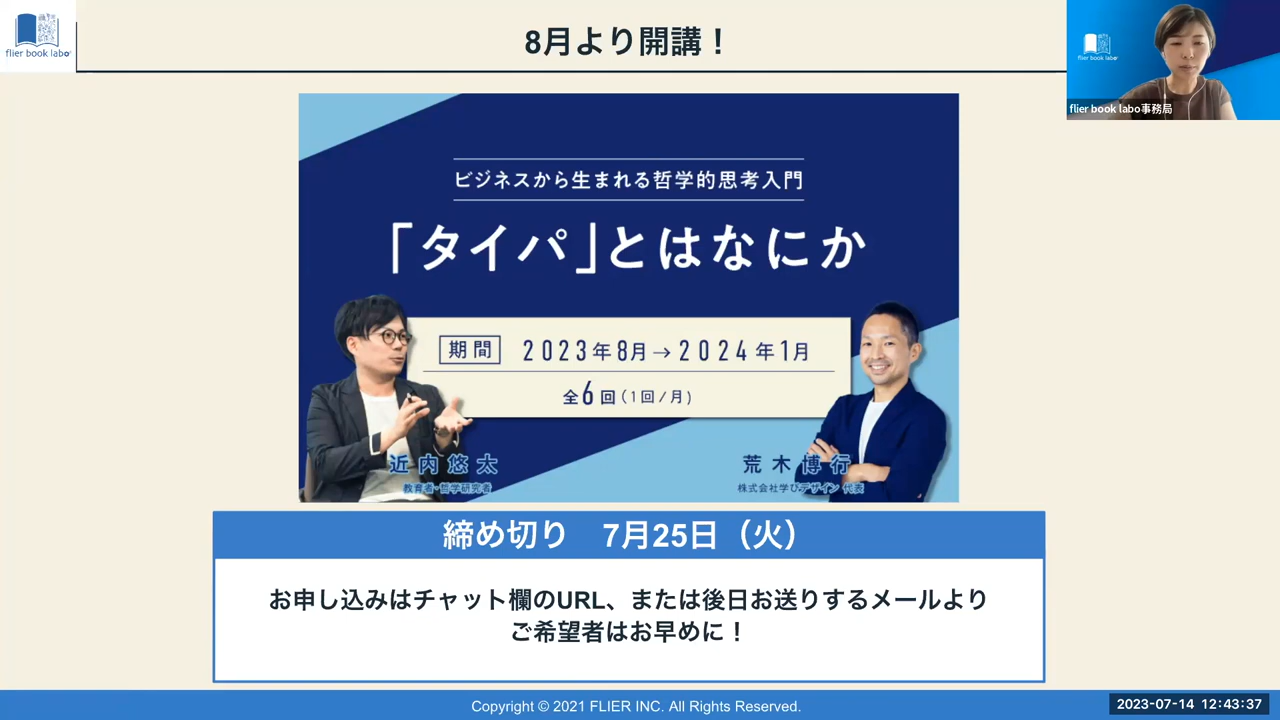 flier book labo
8月より開講！
flier book labo
flier book labo事務局
ビジネスから生まれる哲学的思考入門
「タイパ」とはなにか
期間 2023年8月→2024年1月
全6回（1回/月）
近内悠太
教育者・哲学研究者
荒木博行
株式会社学びデザイン 代表
締め切り　7月25日（火）
お申し込みはチャット欄のURL、または後日お送りするメールより
ご希望者はお早めに！
Copyright © 2021 FLIER INC. All Rights Reserved.
2023-07-14 12:43:37